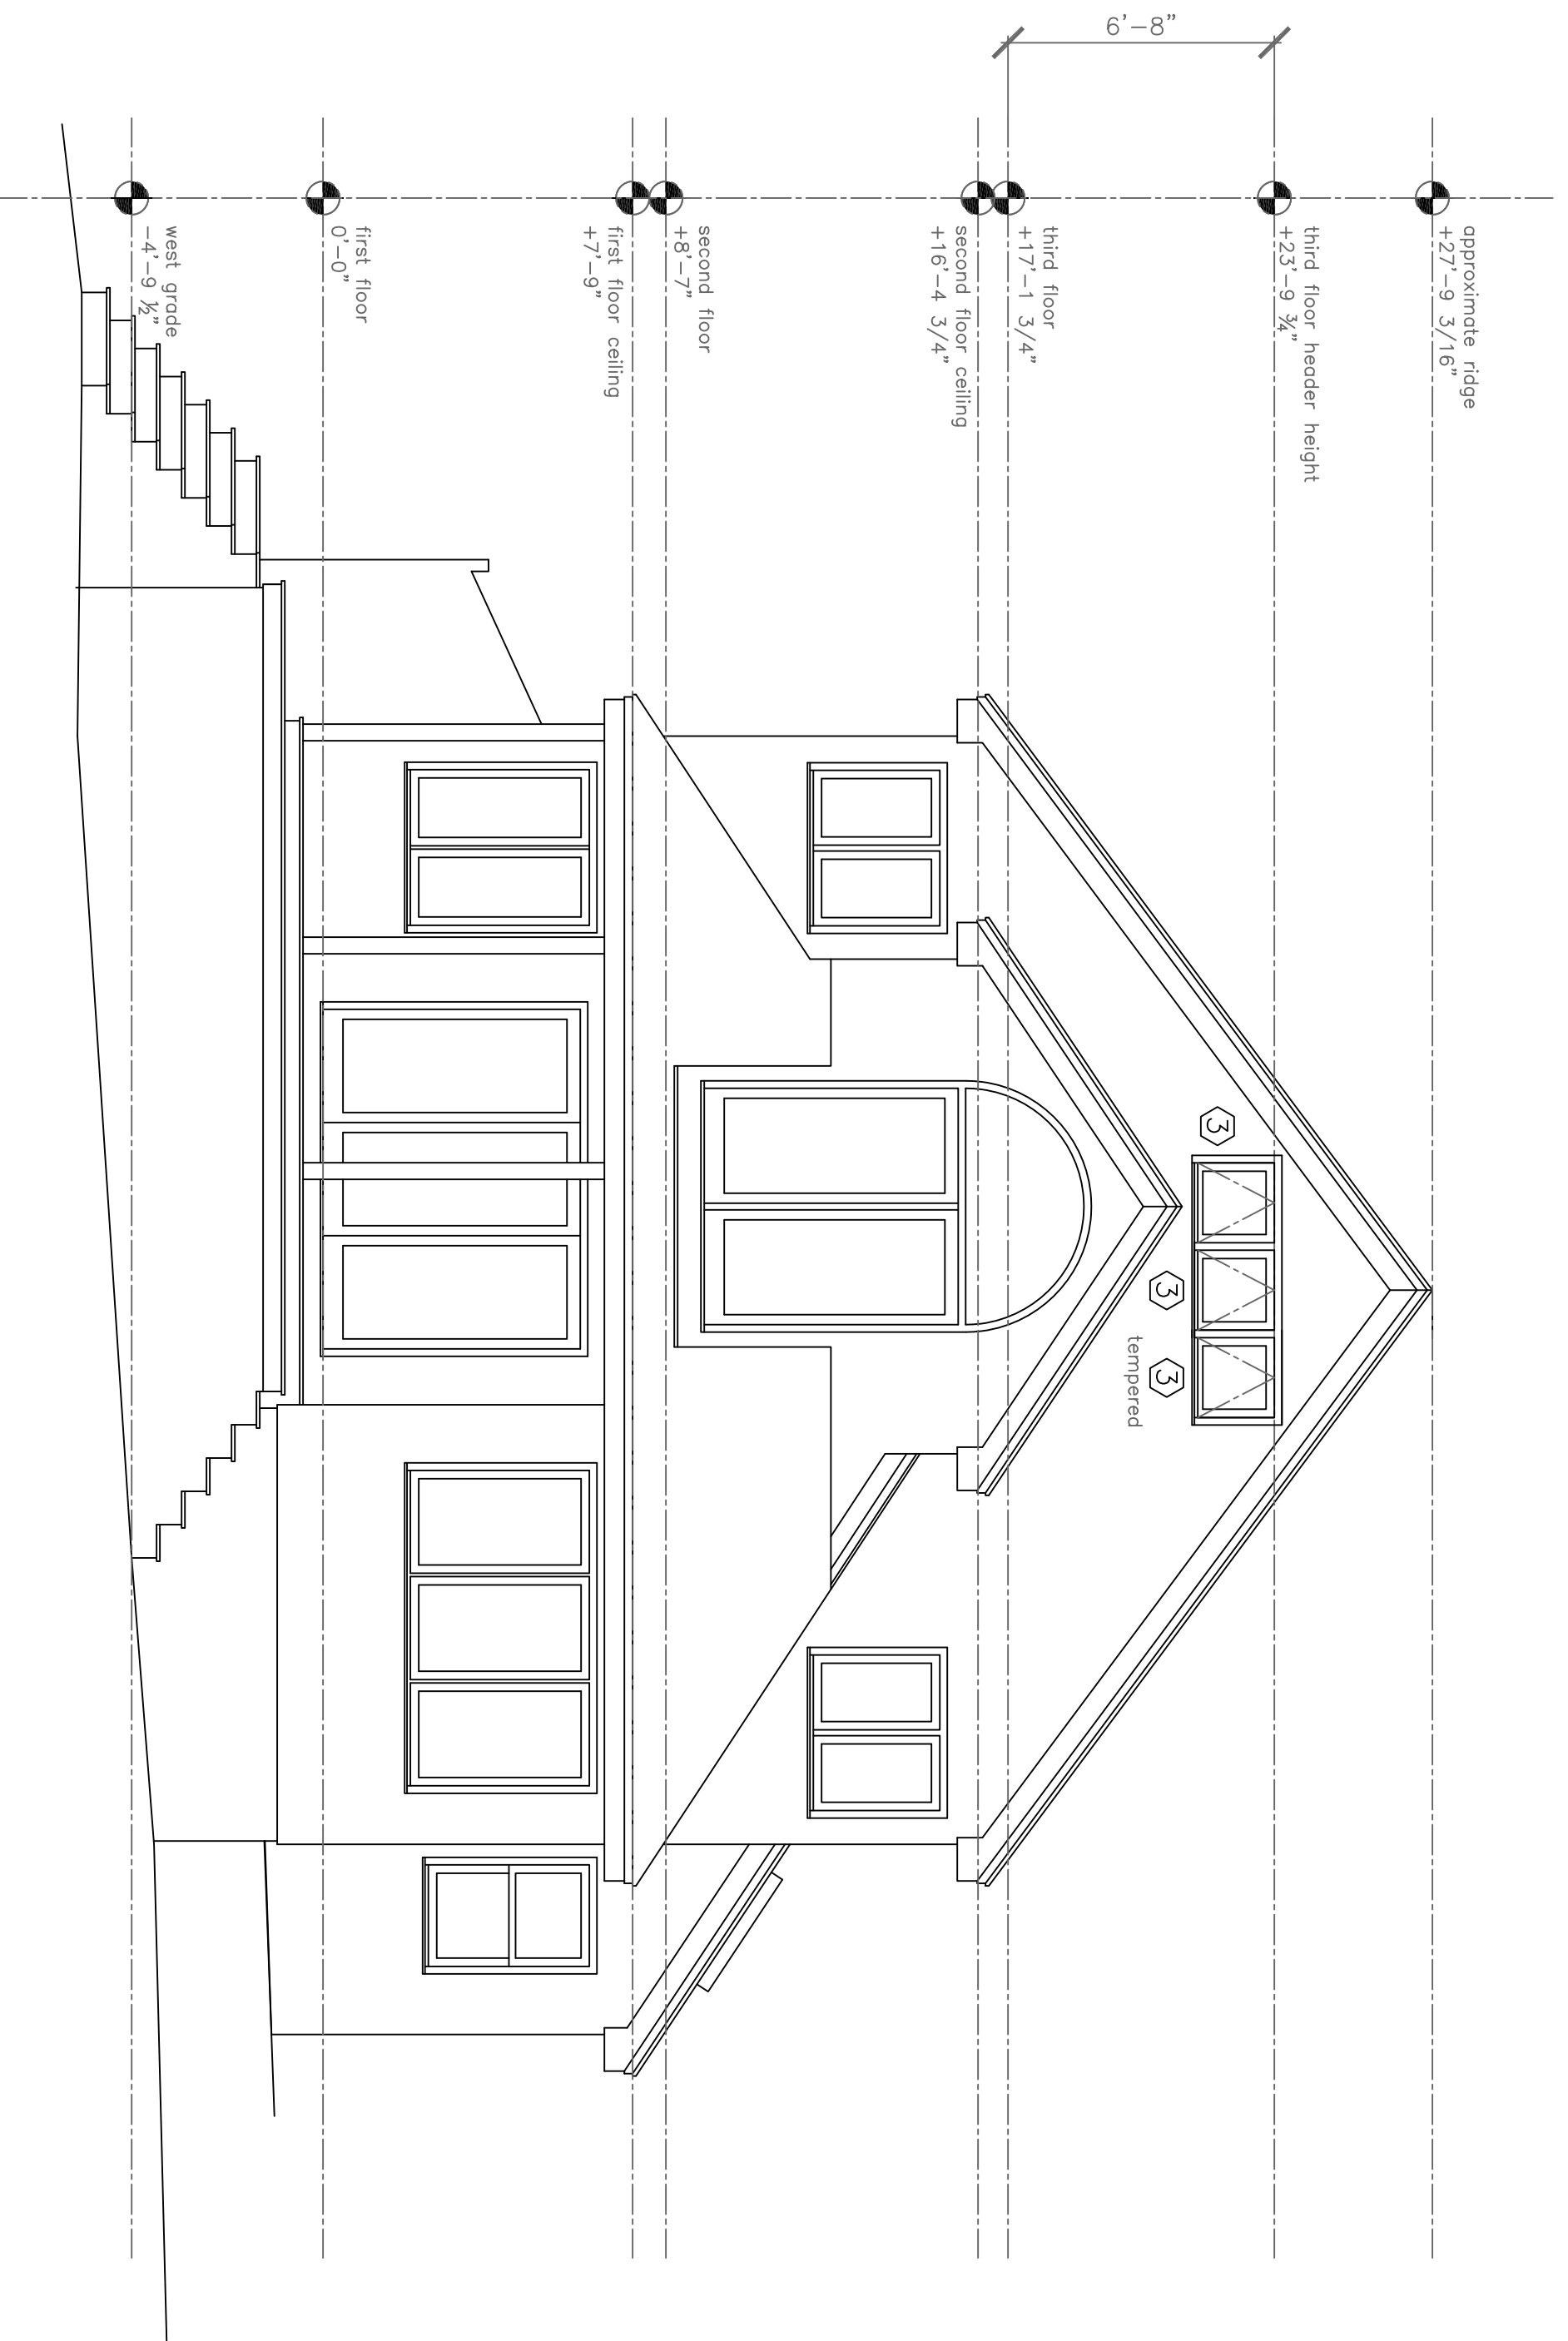 6'-8"
approximate ridge
+27'-9 3/16"
third floor header height
+23'-9 ¾"
third floor
+17'-1 3/4"
second floor ceiling
+16'-4 3/4"
second floor
+8'-7"
first floor ceiling
+7'-9"
first floor
0'-0"
west grade
-4'-9 ½"
3
3
3
tempered